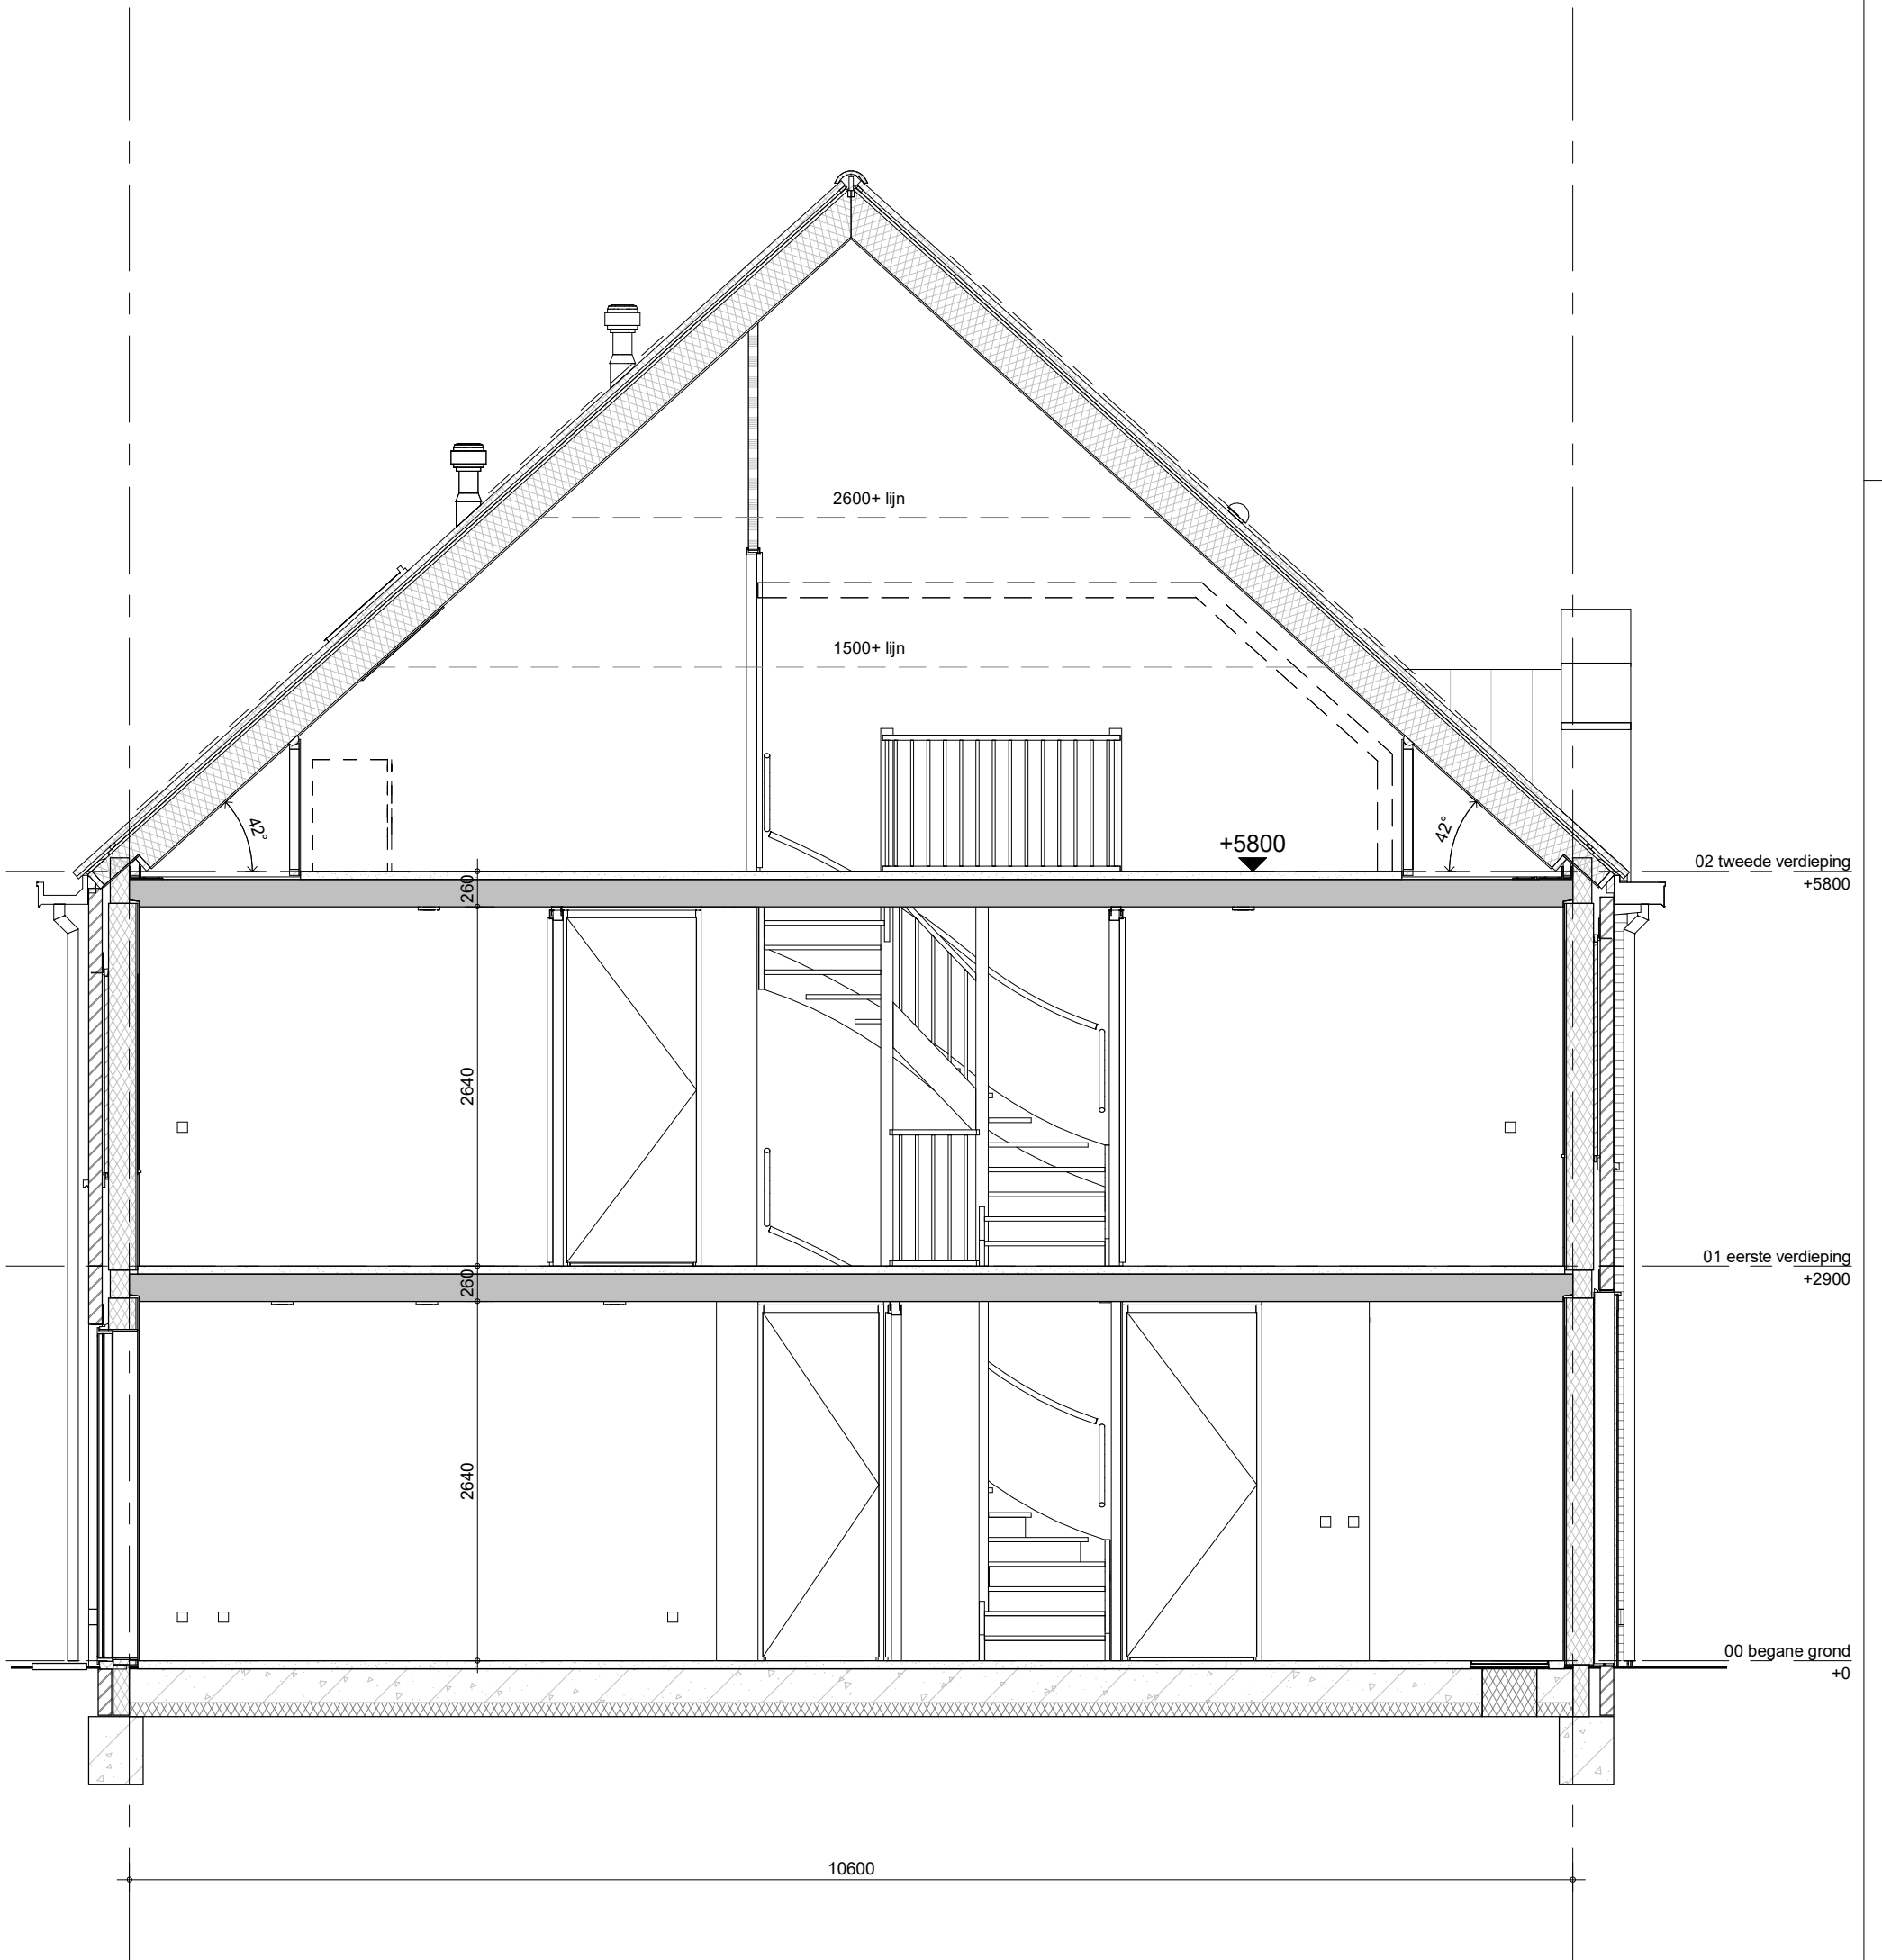 2600+ lijn
1500+ lijn
42°
42°
+5800
02 tweede verdieping
+5800
260
2640
01 eerste verdieping
+2900
260
2640
00 begane grond
+0
10600